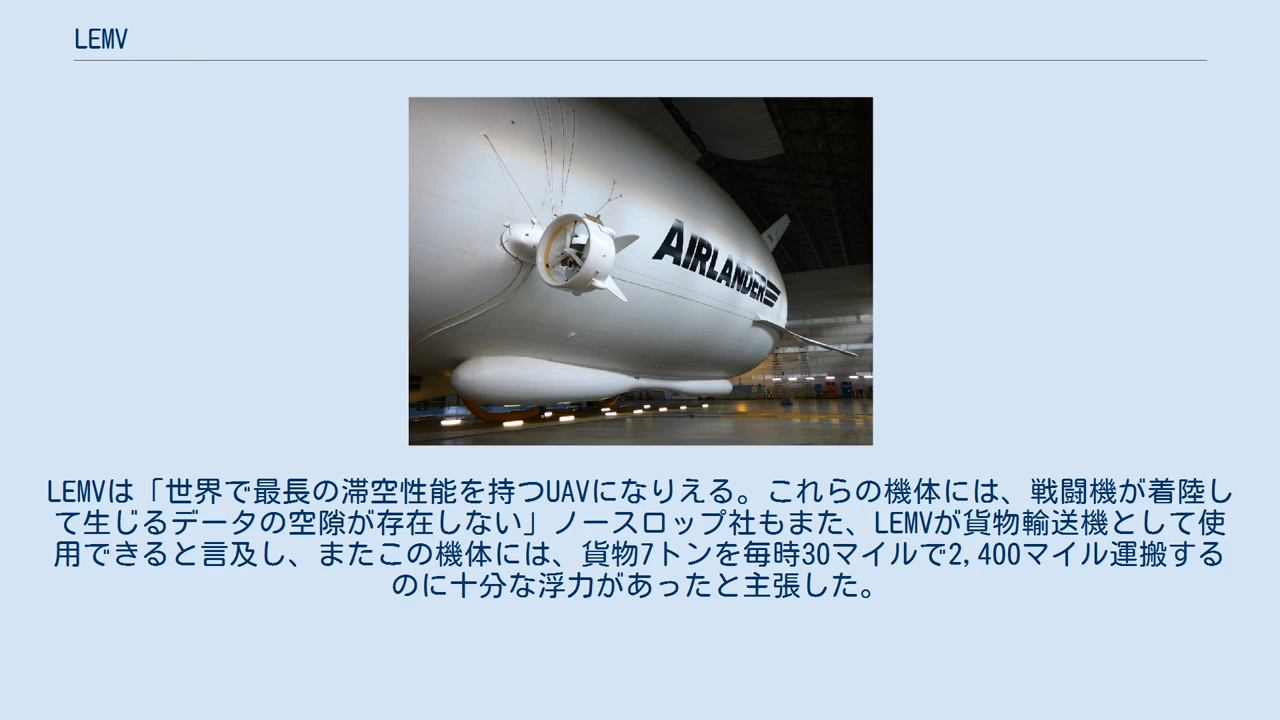 LEMV
AIRLANDER
LEMVは「世界で最長の滞空性能を持つUAVになりえる。これらの機体には、戦闘機が着陸し
て生じるデータの空隙が存在しない」ノースロップ社もまた、LEMVが貨物輸送機として使
用できると言及し、またこの機体には、貨物7トンを毎時30マイルで2,400マイル運搬する
のに十分な浮力があったと主張した。